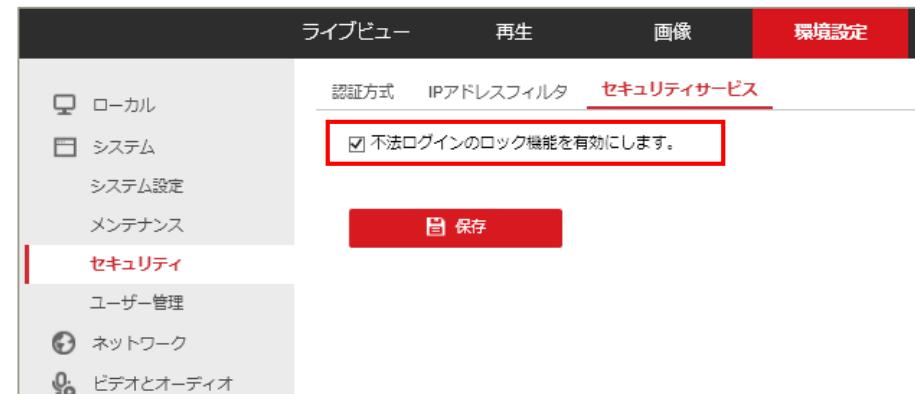 ライブビュー 再生 画像 環境設定
認証方式 IPアドレスフィルタ セキュリティサービス
不法ログインのロック機能を有効にします。
保存
ローカル
システム
システム設定
メンテナンス
セキュリティ
ユーザー管理
ネットワーク
ビデオとオーディオ